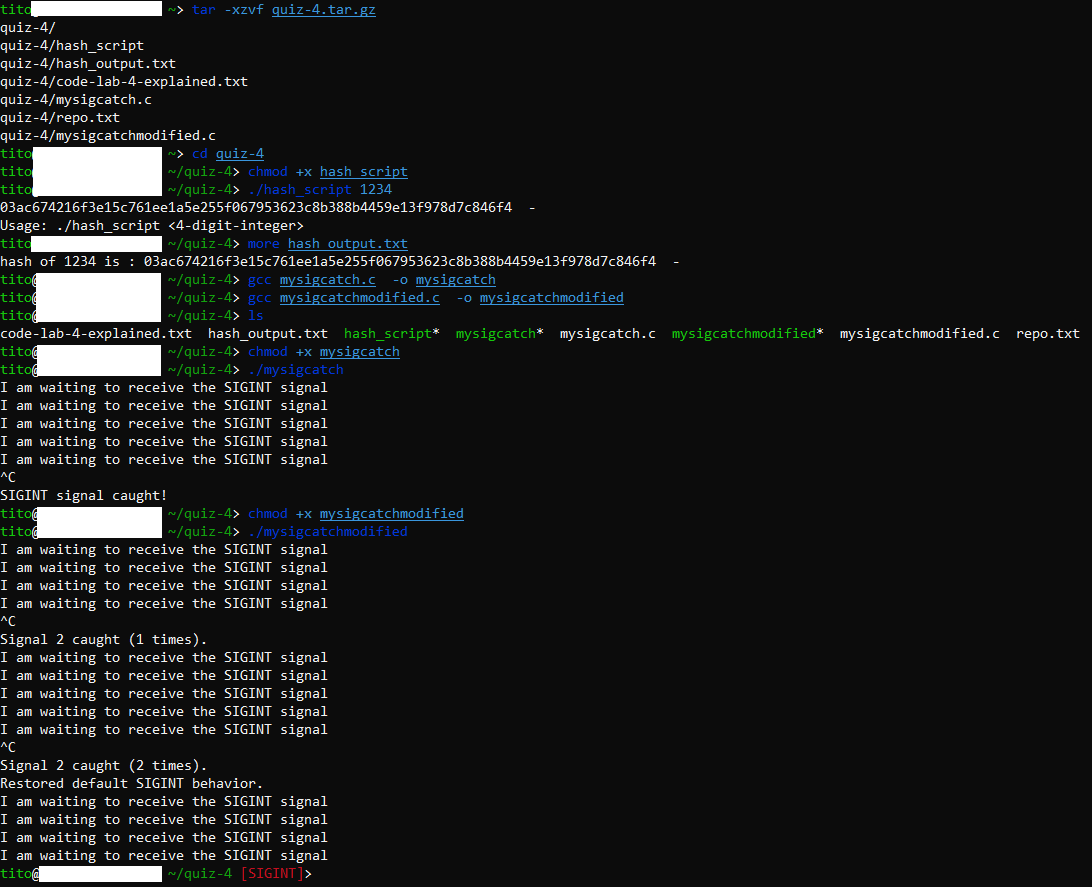 tito ~> tar -xzvf quiz-4.tar.gz
quiz-4/
quiz-4/hash_script
quiz-4/hash_output.txt
quiz-4/code-lab-4-explained.txt
quiz-4/mysigcatch.c
quiz-4/repo.txt
quiz-4/mysigcatchmodified.c
tito@ ~> cd quiz-4
tito@ ~/quiz-4> chmod +x hash_script
tito@ ~/quiz-4> ./hash_script 1234
03ac674216f3e15c761ee1a5e255f067953623c8b388b4459e13f978d7c846f4  -
Usage: ./hash_script <4-digit-integer>
tito ~/quiz-4> more hash_output.txt
hash of 1234 is : 03ac674216f3e15c761ee1a5e255f067953623c8b388b4459e13f978d7c846f4  -
tito@ ~/quiz-4> gcc mysigcatch.c  -o mysigcatch
tito@ ~/quiz-4> gcc mysigcatchmodified.c  -o mysigcatchmodified
tito@ ~/quiz-4> ls
code-lab-4-explained.txt  hash_output.txt  hash_script*  mysigcatch*  mysigcatch.c  mysigcatchmodified*  mysigcatchmodified.c  repo.txt
tito@ ~/quiz-4> chmod +x mysigcatch
tito@ ~/quiz-4> ./mysigcatch
I am waiting to receive the SIGINT signal
I am waiting to receive the SIGINT signal
I am waiting to receive the SIGINT signal
I am waiting to receive the SIGINT signal
I am waiting to receive the SIGINT signal
^C
SIGINT signal caught!
tito@ ~/quiz-4> chmod +x mysigcatchmodified
tito@ ~/quiz-4> ./mysigcatchmodified
I am waiting to receive the SIGINT signal
I am waiting to receive the SIGINT signal
I am waiting to receive the SIGINT signal
I am waiting to receive the SIGINT signal
^C
Signal 2 caught (1 times).
I am waiting to receive the SIGINT signal
I am waiting to receive the SIGINT signal
I am waiting to receive the SIGINT signal
I am waiting to receive the SIGINT signal
I am waiting to receive the SIGINT signal
^C
Signal 2 caught (2 times).
Restored default SIGINT behavior.
I am waiting to receive the SIGINT signal
I am waiting to receive the SIGINT signal
I am waiting to receive the SIGINT signal
I am waiting to receive the SIGINT signal
tito@ ~/quiz-4 [SIGINT]>